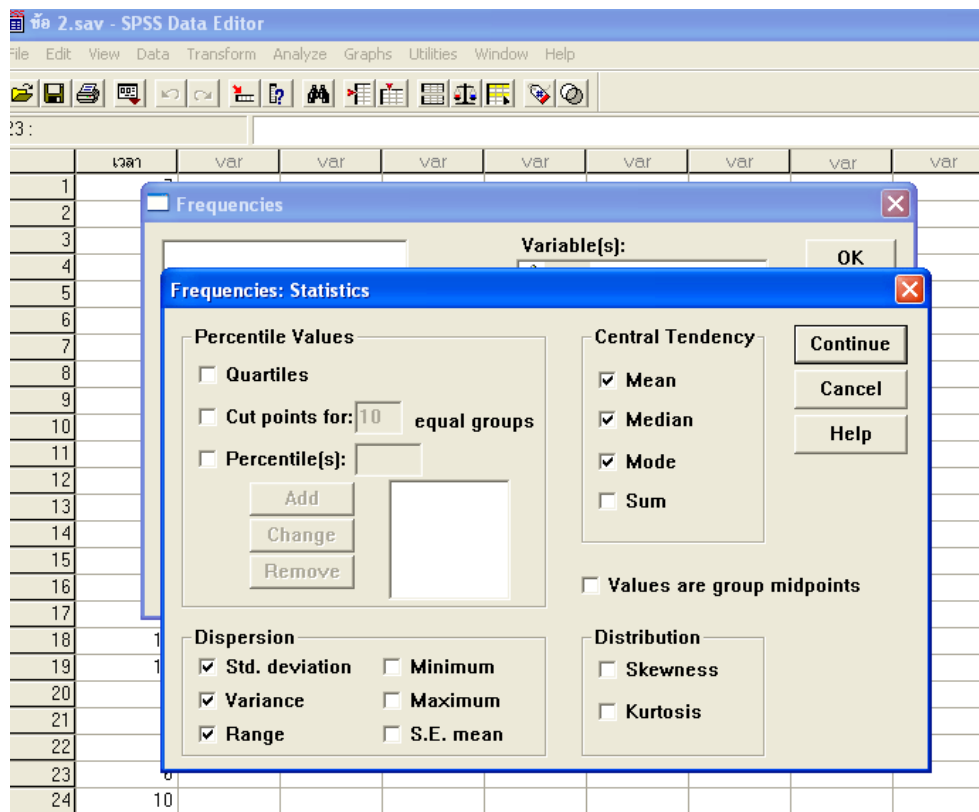 ข้อ 2.sav - SPSS Data Editor
File Edit View Data Transform Analyze Graphs Utilities Window Help
23 :
เวลา var var var var var var var var
1
2
3
4
5
6
7
8
9
10
11
12
13
14
15
16
17
18
19
20
21
22
23
24 10
Frequencies
Variable(s):
OK
Frequencies: Statistics
Percentile Values
Quartiles
Cut points for: 10 equal groups
Percentile(s):
Add
Change
Remove
Central Tendency
Mean
Median
Mode
Sum
Continue
Cancel
Help
Values are group midpoints
Dispersion
Std. deviation Minimum
Variance Maximum
Range S.E. mean
Distribution
Skewness
Kurtosis